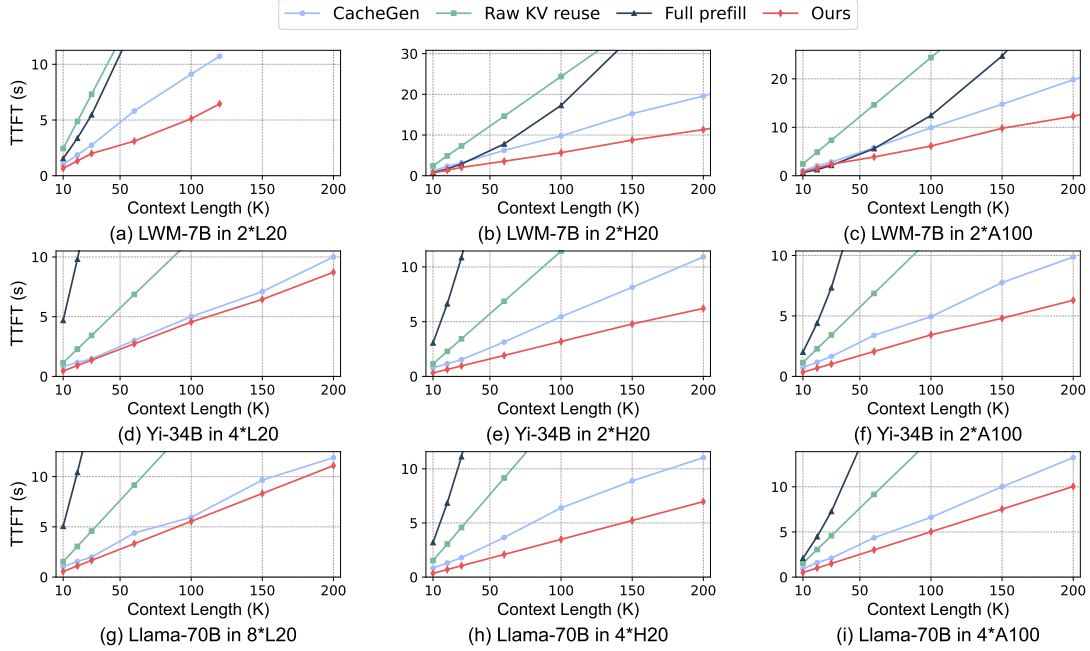 CacheGen Raw KV reuse Full prefill Ours
TTFT (s)
10
5
0
10 50 100 150 200
Context Length (K)
(a) LWM-7B in 2*L20
30
20
10
0
10 50 100 150 200
Context Length (K)
(b) LWM-7B in 2*H20
20
10
0
10 50 100 150 200
Context Length (K)
(c) LWM-7B in 2*A100
TTFT (s)
10
5
0
10 50 100 150 200
Context Length (K)
(d) Yi-34B in 4*L20
10
5
0
10 50 100 150 200
Context Length (K)
(e) Yi-34B in 2*H20
10
5
0
10 50 100 150 200
Context Length (K)
(f) Yi-34B in 2*A100
TTFT (s)
10
5
0
10 50 100 150 200
Context Length (K)
(g) Llama-70B in 8*L20
10
5
0
10 50 100 150 200
Context Length (K)
(h) Llama-70B in 4*H20
10
5
0
10 50 100 150 200
Context Length (K)
(i) Llama-70B in 4*A100